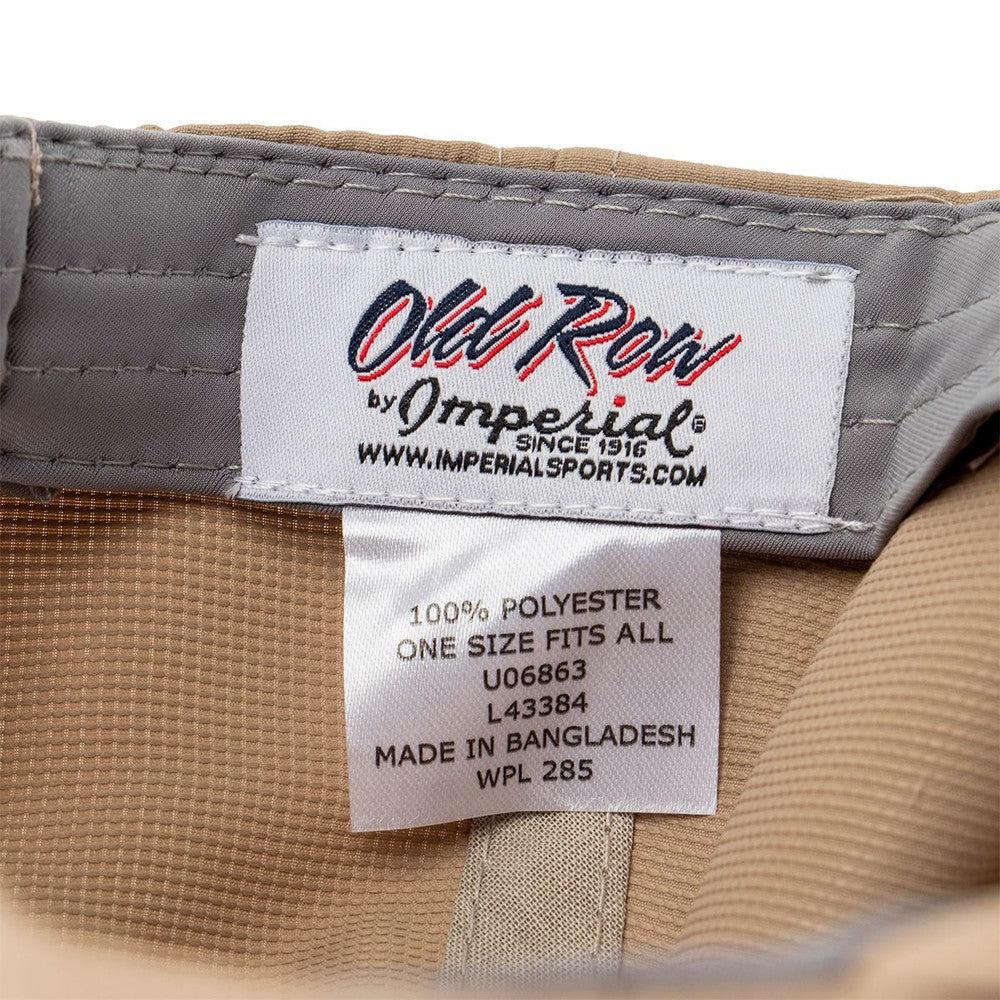 Old Row
by Imperial®
SINCE 1916
WWW.IMPERIALSPORTS.COM
100% POLYESTER
ONE SIZE FITS ALL
U06863
L43384
MADE IN BANGLADESH
WPL 285